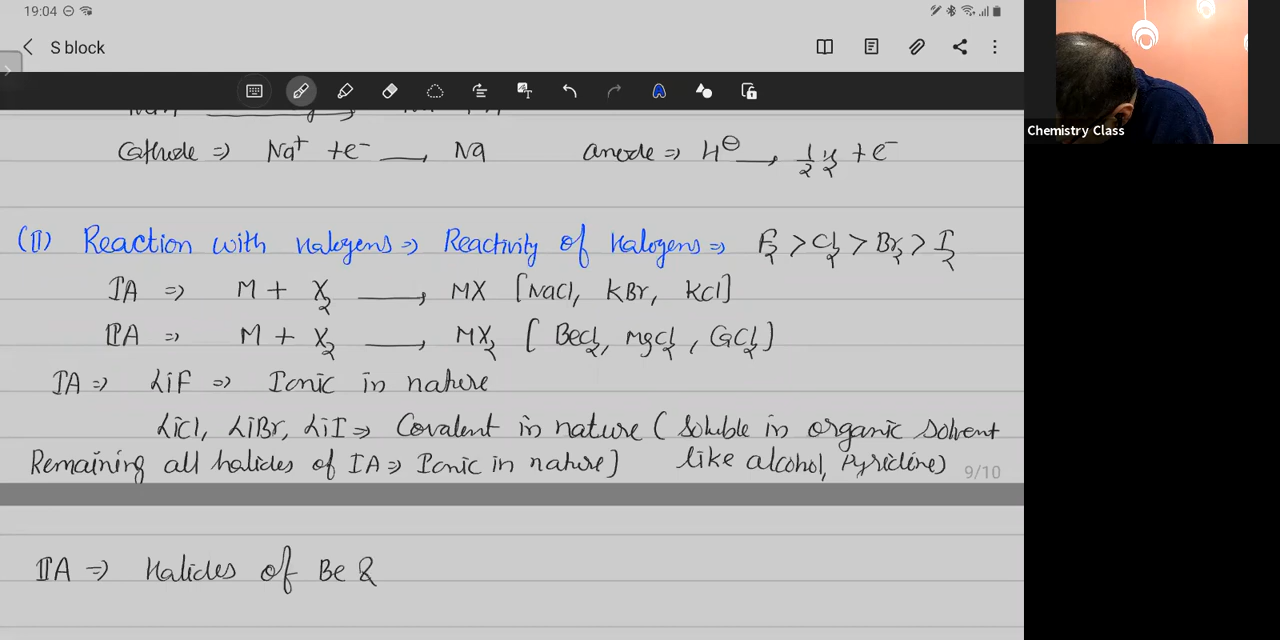 19:04
S block
Cathode ⇒ Na⁺ + e⁻ → Na anode ⇒ H⊖ → 1/2 H₂ + e⁻
(II) Reaction with halogens ⇒ Reactivity of halogens ⇒ F₂ > Cl₂ > Br₂ > I₂
IA ⇒ M + X₂ → MX [NaCl, KBr, KCl]
IIA ⇒ M + X₂ → MX₂ [BeCl₂, MgCl₂, CaCl₂]
IA ⇒ LiF ⇒ Ionic in nature
LiCl, LiBr, LiI ⇒ Covalent in nature (Soluble in organic solvent
Remaining all halides of IA ⇒ Ionic in nature] like alcohol, Pyridine)
9/10
IIA ⇒ Halides of Be &
Chemistry Class